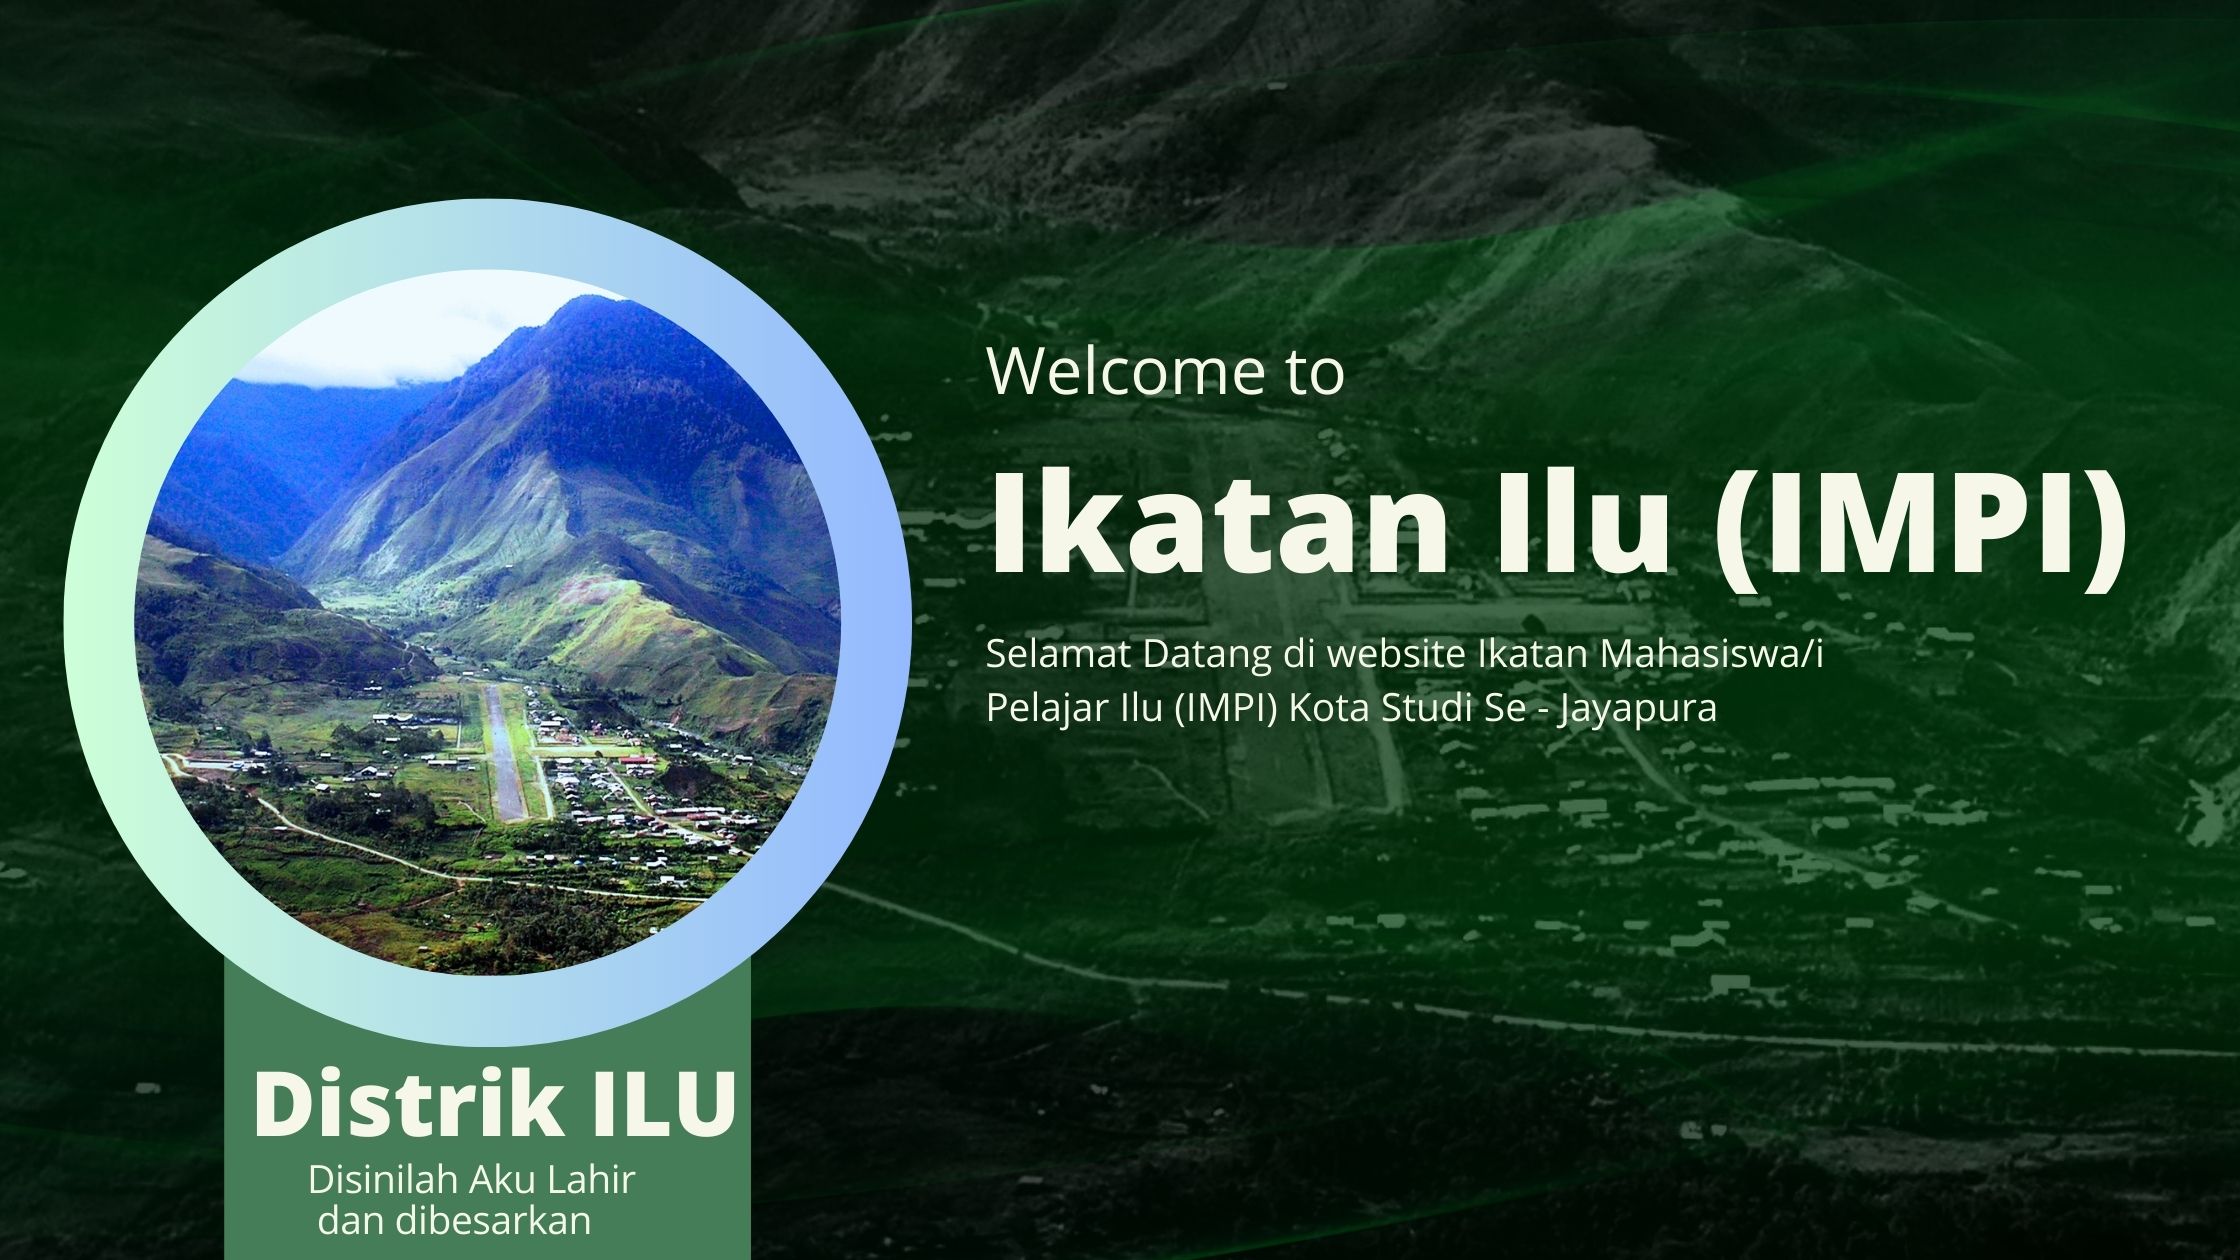 Welcome to
Ikatan Ilu (IMPI)
Selamat Datang di website Ikatan Mahasiswa/i
Pelajar Ilu (IMPI) Kota Studi Se - Jayapura
Distrik ILU
Disinilah Aku Lahir
dan dibesarkan